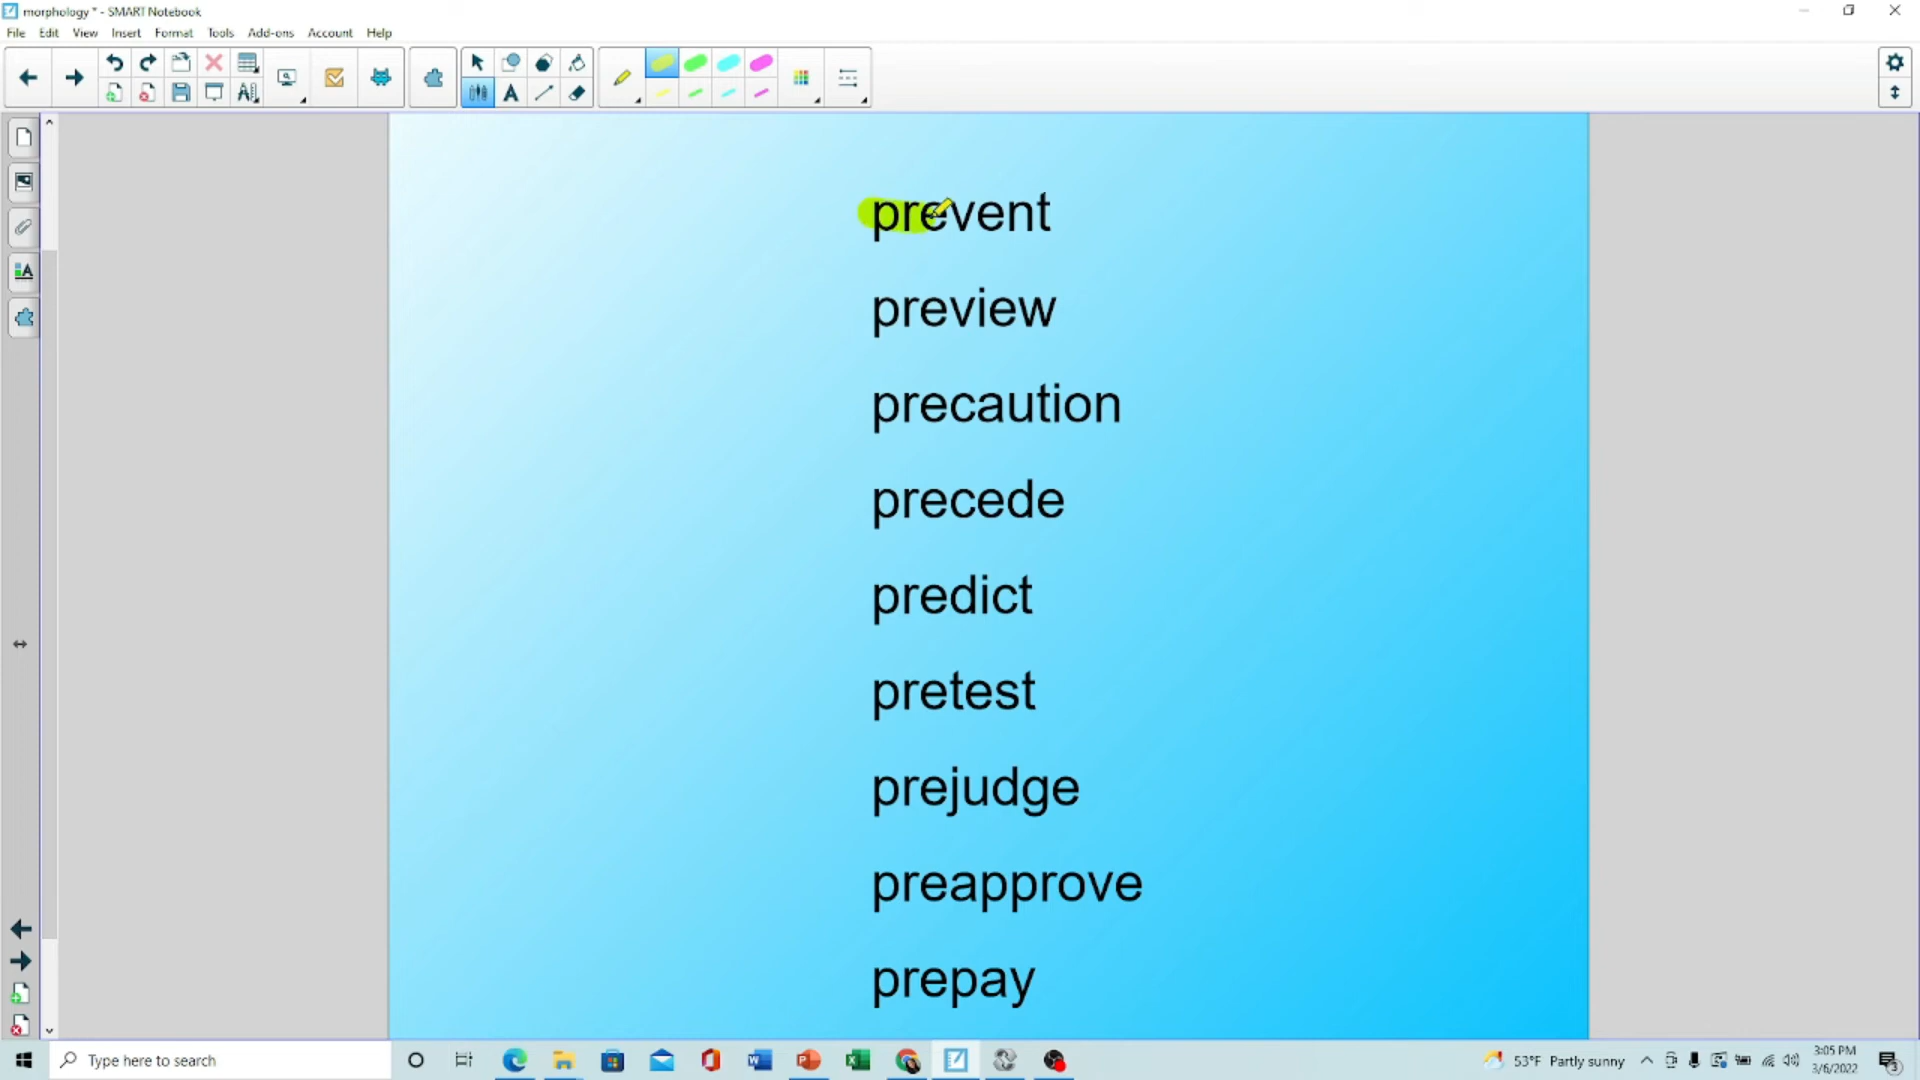 morphology * - SMART Notebook
File Edit View Insert Format Tools Add-ons Account Help
prevent
preview
precaution
precede
predict
pretest
prejudge
preapprove
prepay
Type here to search
53°F Partly sunny
3:05 PM
3/6/2022
3